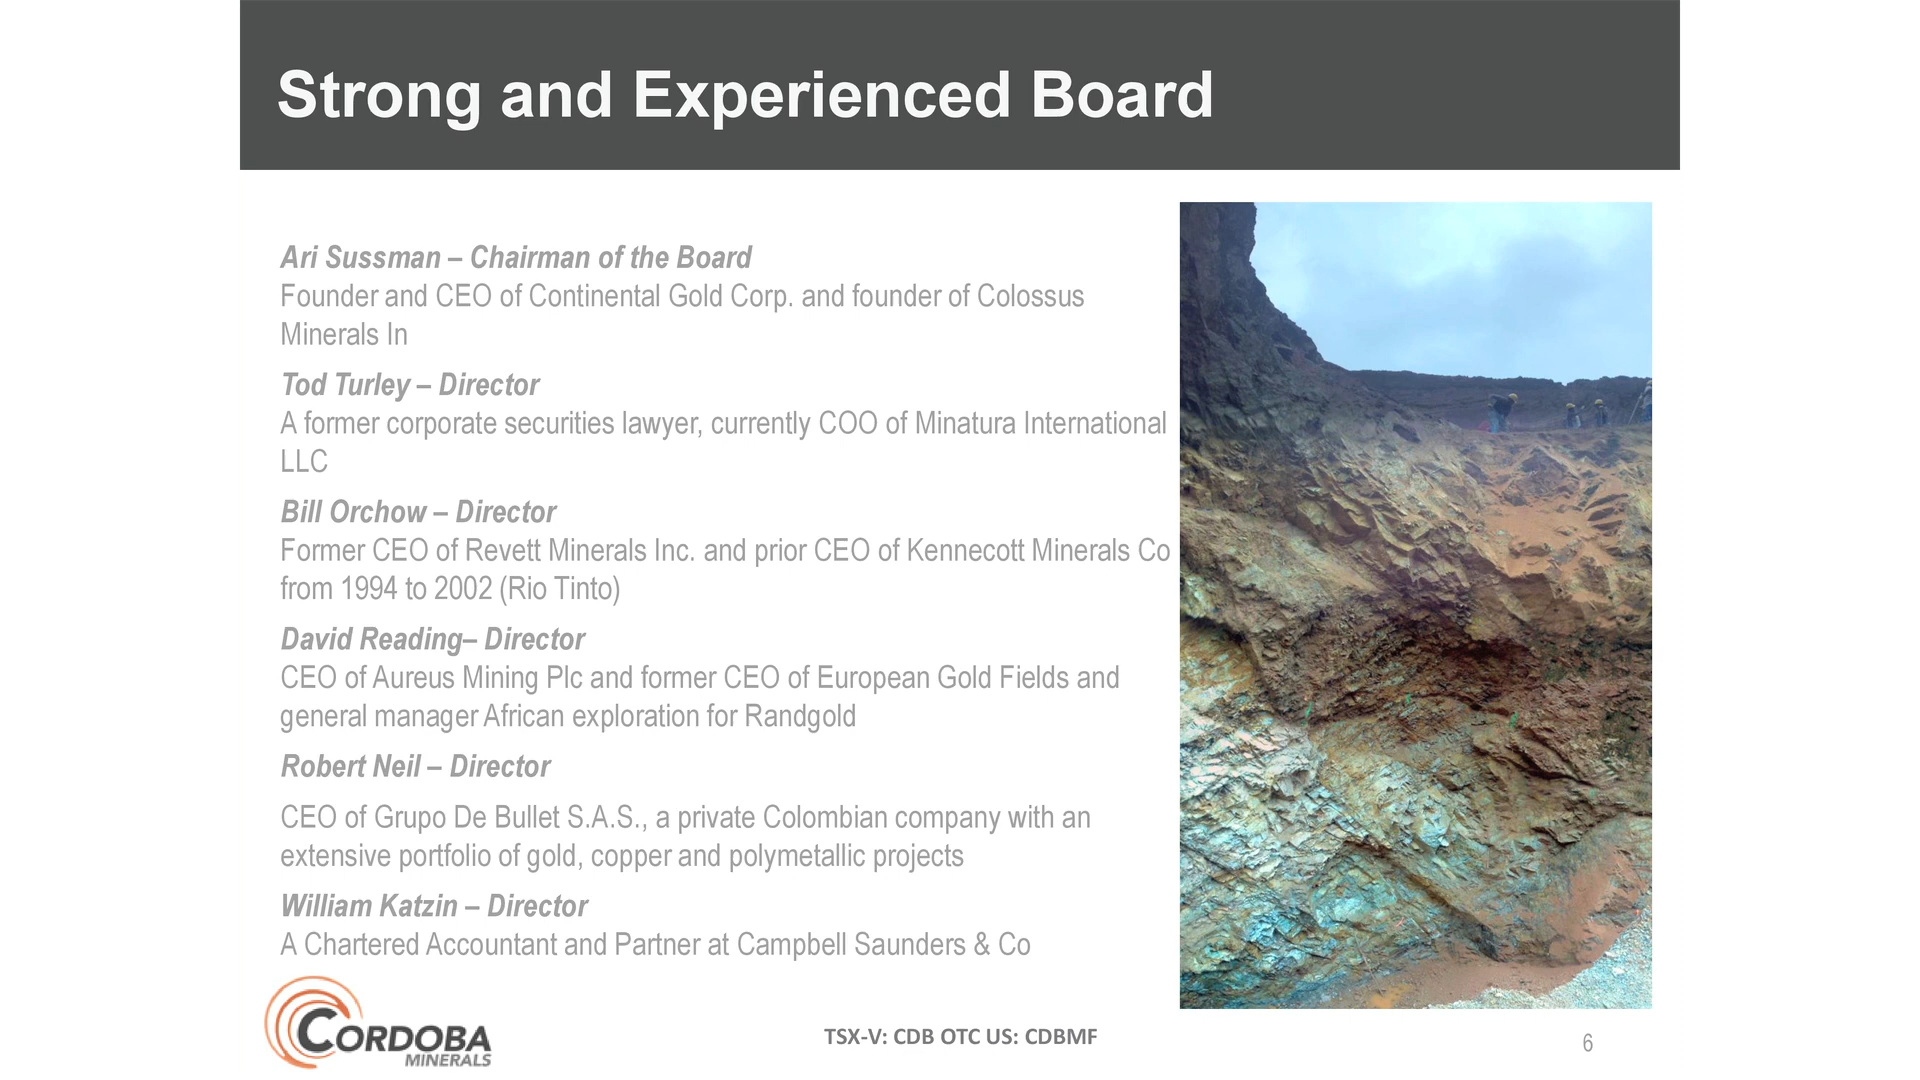 Strong and Experienced Board
Ari Sussman – Chairman of the Board
Founder and CEO of Continental Gold Corp. and founder of Colossus
Minerals In
Tod Turley – Director
A former corporate securities lawyer, currently COO of Minatura International
LLC
Bill Orchow – Director
Former CEO of Revett Minerals Inc. and prior CEO of Kennecott Minerals Co
from 1994 to 2002 (Rio Tinto)
David Reading– Director
CEO of Aureus Mining Plc and former CEO of European Gold Fields and
general manager African exploration for Randgold
Robert Neil – Director
CEO of Grupo De Bullet S.A.S., a private Colombian company with an
extensive portfolio of gold, copper and polymetallic projects
William Katzin – Director
A Chartered Accountant and Partner at Campbell Saunders & Co
CORDOBA
MINERALS
TSX-V: CDB OTC US: CDBMF
6